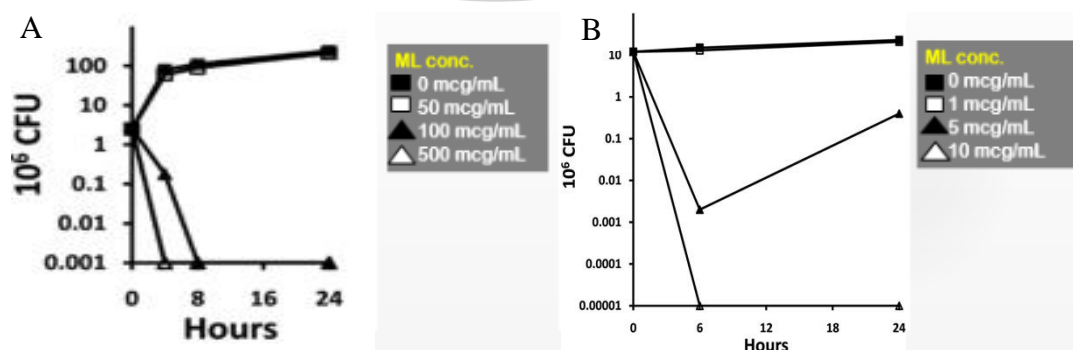 A
10⁶ CFU
100
10
1
0.1
0.01
0.001
0 8 16 24
Hours
ML conc.
0 mcg/mL
50 mcg/mL
100 mcg/mL
500 mcg/mL
B
10⁶ CFU
10
1
0.1
0.01
0.001
0.0001
0.00001
0 6 12 18 24
Hours
ML conc.
0 mcg/mL
1 mcg/mL
5 mcg/mL
10 mcg/mL